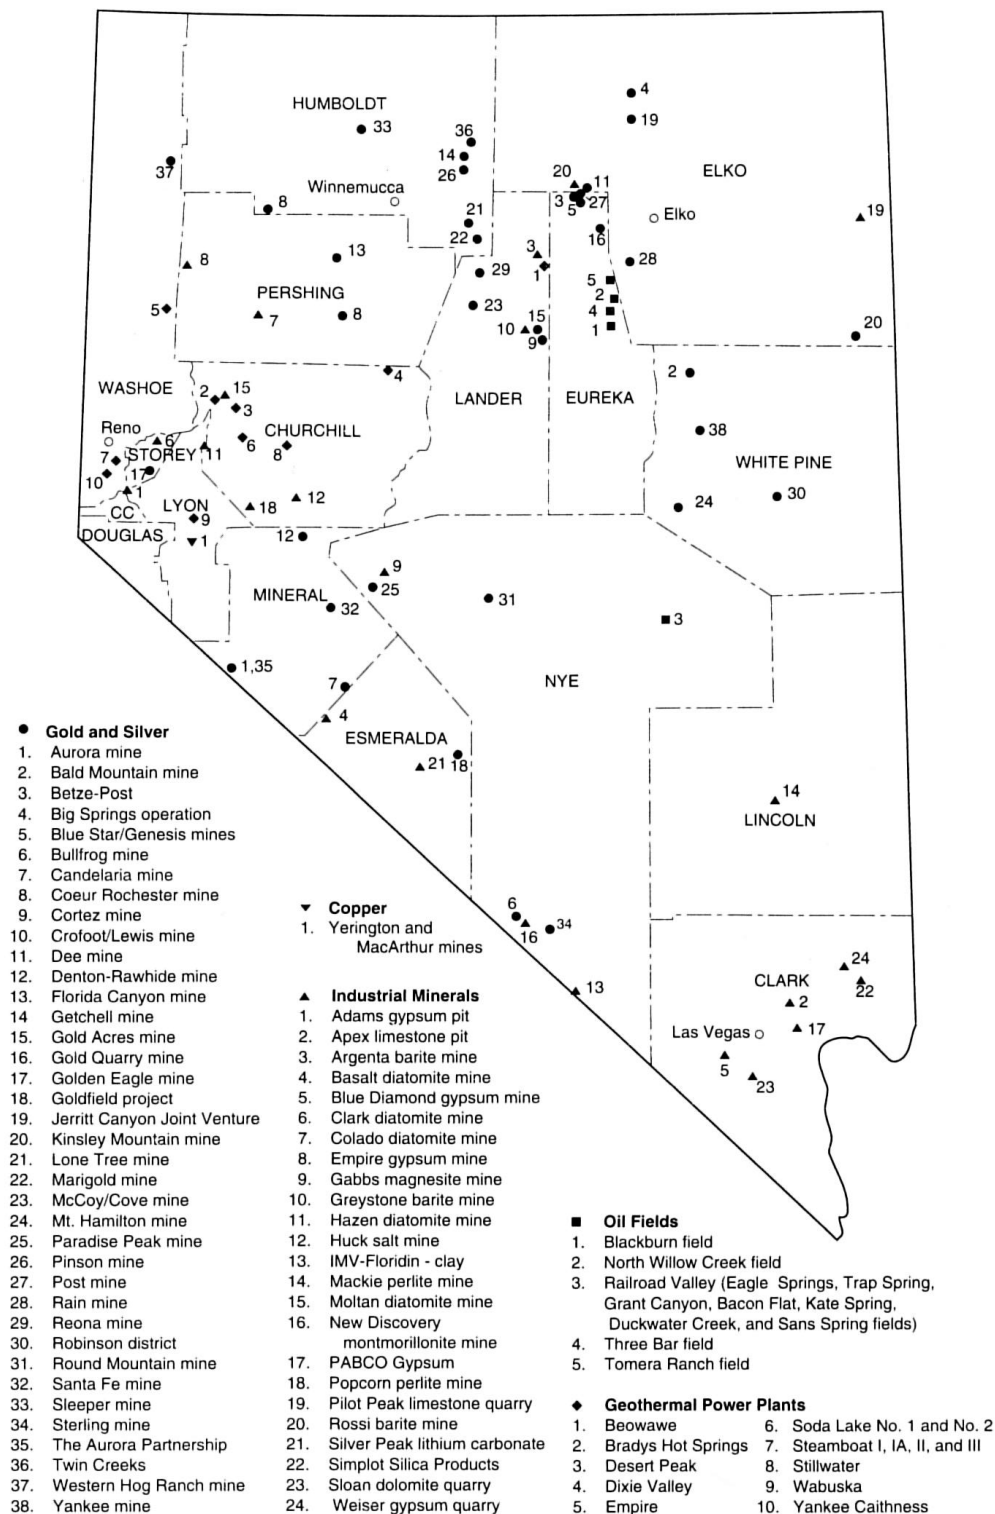 4
HUMBOLDT
33
36
19
14
37
26
20
11
ELKO
Winnemucca
3
5
27
8
21
Elko
19
22
16
3
13
8
1
28
29
5
PERSHING
2
5
23
4
7
8
15
10
1
20
9
4
2
WASHOE
2
15
LANDER
EUREKA
3
Reno
CHURCHILL
38
6
6
STOREY
11
8
7
WHITE PINE
17
10
1
12
30
LYON
18
24
CC
9
DOUGLAS
1
12
9
25
31
MINERAL
32
3
1,35
NYE
7
4
ESMERALDA
21
18
14
LINCOLN
6
34
16
24
CLARK
13
2
22
Las Vegas
17
5
23
● Gold and Silver
1. Aurora mine
2. Bald Mountain mine
3. Betze-Post
4. Big Springs operation
5. Blue Star/Genesis mines
6. Bullfrog mine
7. Candelaria mine
8. Coeur Rochester mine
9. Cortez mine
10. Crofoot/Lewis mine
11. Dee mine
12. Denton-Rawhide mine
13. Florida Canyon mine
14 Getchell mine
15. Gold Acres mine
16. Gold Quarry mine
17. Golden Eagle mine
18. Goldfield project
19. Jerritt Canyon Joint Venture
20. Kinsley Mountain mine
21. Lone Tree mine
22. Marigold mine
23. McCoy/Cove mine
24. Mt. Hamilton mine
25. Paradise Peak mine
26. Pinson mine
27. Post mine
28. Rain mine
29. Reona mine
30. Robinson district
31. Round Mountain mine
32. Santa Fe mine
33. Sleeper mine
34. Sterling mine
35. The Aurora Partnership
36. Twin Creeks
37. Western Hog Ranch mine
38. Yankee mine
▼ Copper
1. Yerington and
MacArthur mines
▲ Industrial Minerals
1. Adams gypsum pit
2. Apex limestone pit
3. Argenta barite mine
4. Basalt diatomite mine
5. Blue Diamond gypsum mine
6. Clark diatomite mine
7. Colado diatomite mine
8. Empire gypsum mine
9. Gabbs magnesite mine
10. Greystone barite mine
11. Hazen diatomite mine
12. Huck salt mine
13. IMV-Floridin - clay
14. Mackie perlite mine
15. Moltan diatomite mine
16. New Discovery
montmorillonite mine
17. PABCO Gypsum
18. Popcorn perlite mine
19. Pilot Peak limestone quarry
20. Rossi barite mine
21. Silver Peak lithium carbonate
22. Simplot Silica Products
23. Sloan dolomite quarry
24. Weiser gypsum quarry
■ Oil Fields
1. Blackburn field
2. North Willow Creek field
3. Railroad Valley (Eagle Springs, Trap Spring,
Grant Canyon, Bacon Flat, Kate Spring,
Duckwater Creek, and Sans Spring fields)
4. Three Bar field
5. Tomera Ranch field
◆ Geothermal Power Plants
1. Beowawe
2. Bradys Hot Springs
3. Desert Peak
4. Dixie Valley
5. Empire
6. Soda Lake No. 1 and No. 2
7. Steamboat I, IA, II, and III
8. Stillwater
9. Wabuska
10. Yankee Caithness